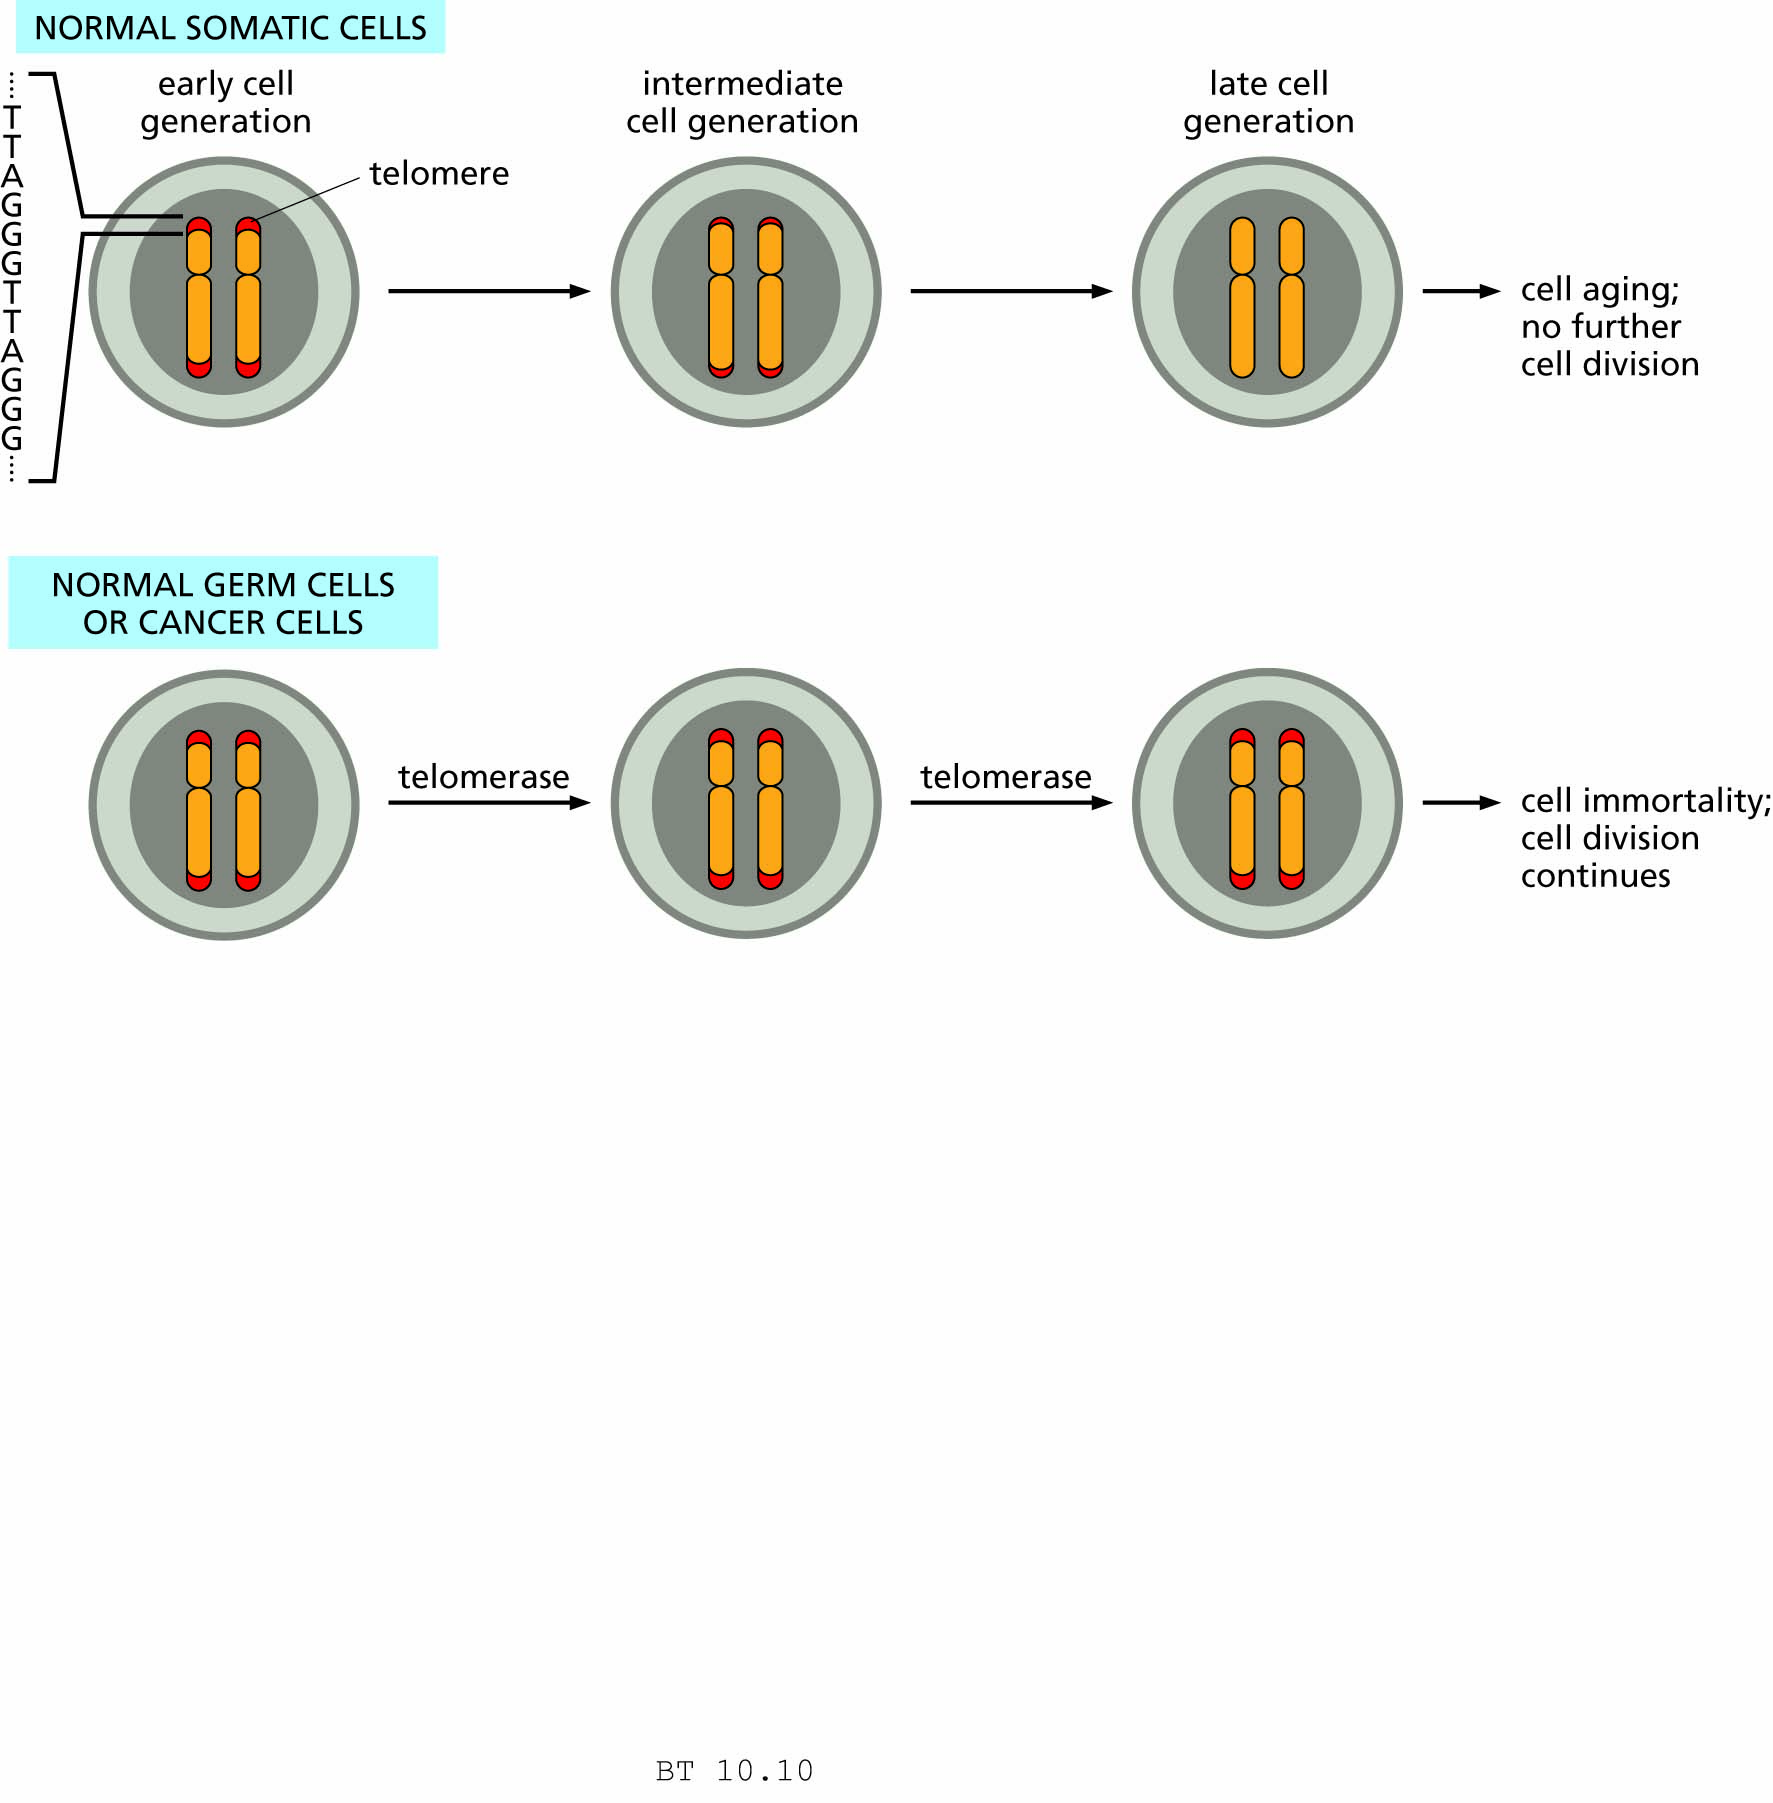 NORMAL SOMATIC CELLS
early cell
generation
intermediate
cell generation
late cell
generation
telomere
.....
T
T
A
G
G
G
T
T
A
G
G
G
.....
cell aging;
no further
cell division
NORMAL GERM CELLS
OR CANCER CELLS
telomerase
telomerase
cell immortality;
cell division
continues
BT 10.10